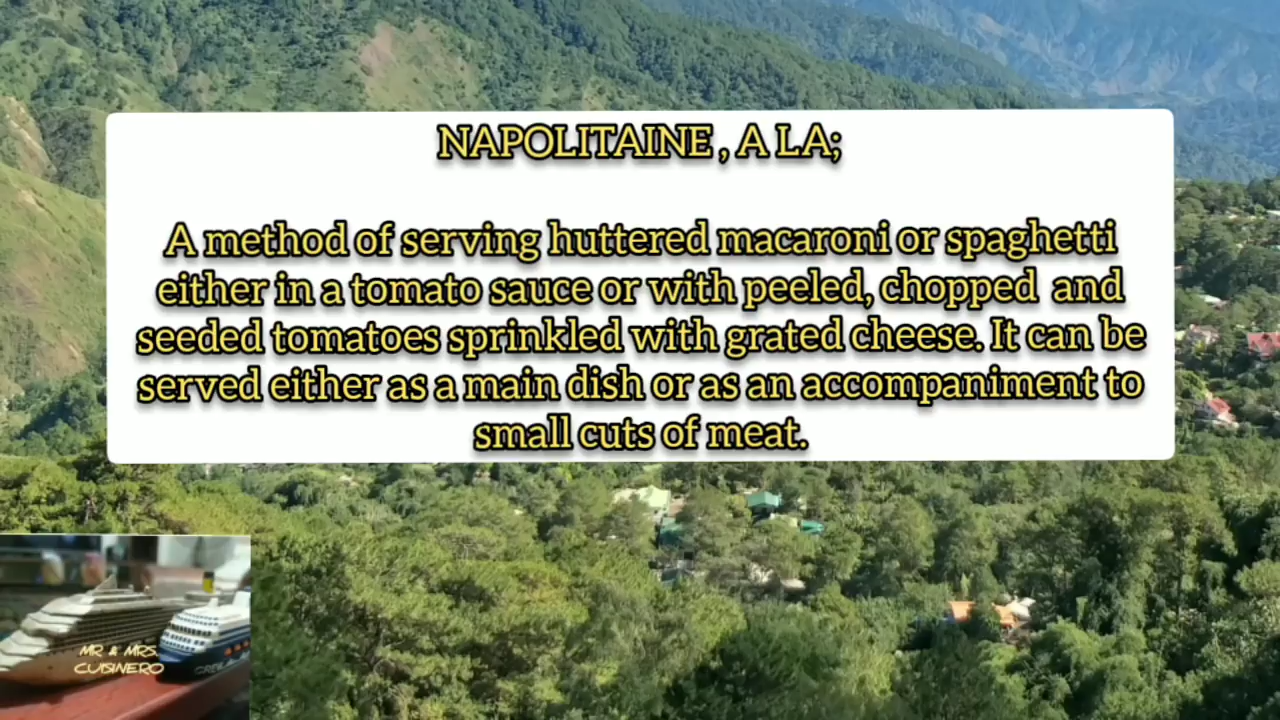 NAPOLITAINE , A LA;
A method of serving huttered macaroni or spaghetti
either in a tomato sauce or with peeled, chopped and
seeded tomatoes sprinkled with grated cheese. It can be
served either as a main dish or as an accompaniment to
small cuts of meat.
MR & MRS.
CUISINERO